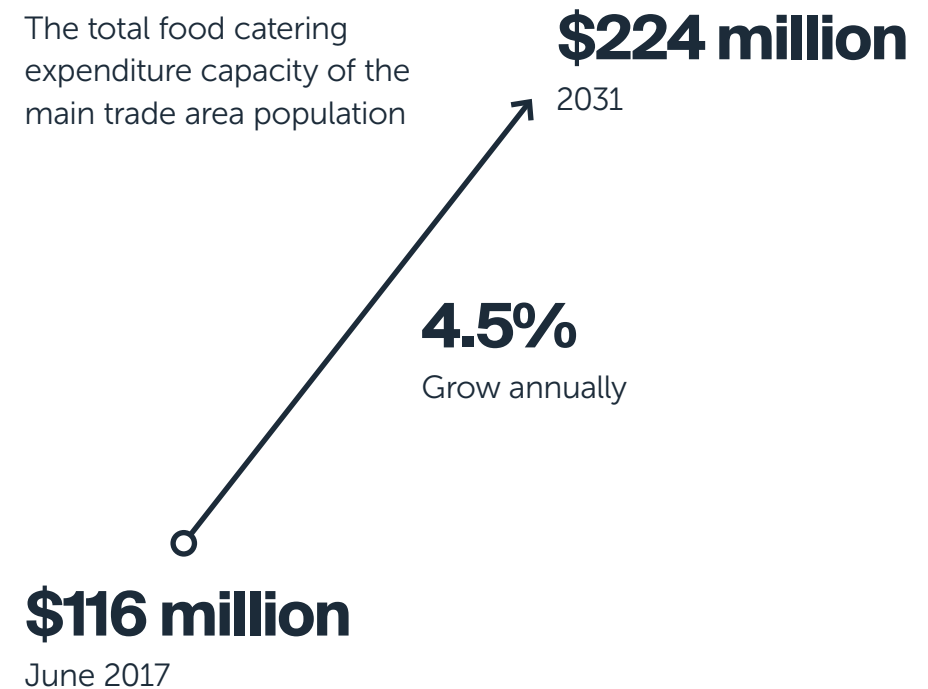 The total food catering
expenditure capacity of the
main trade area population
$224 million
2031
4.5%
Grow annually
$116 million
June 2017